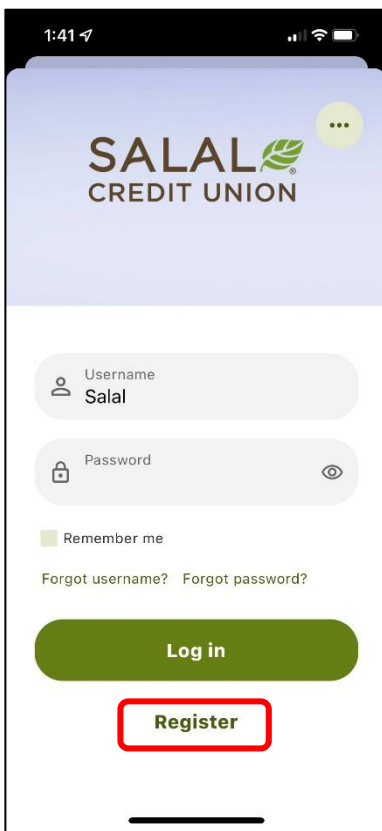 1:41
SALAL
CREDIT UNION
Username
Salal
Password
Remember me
Forgot username? Forgot password?
Log in
Register